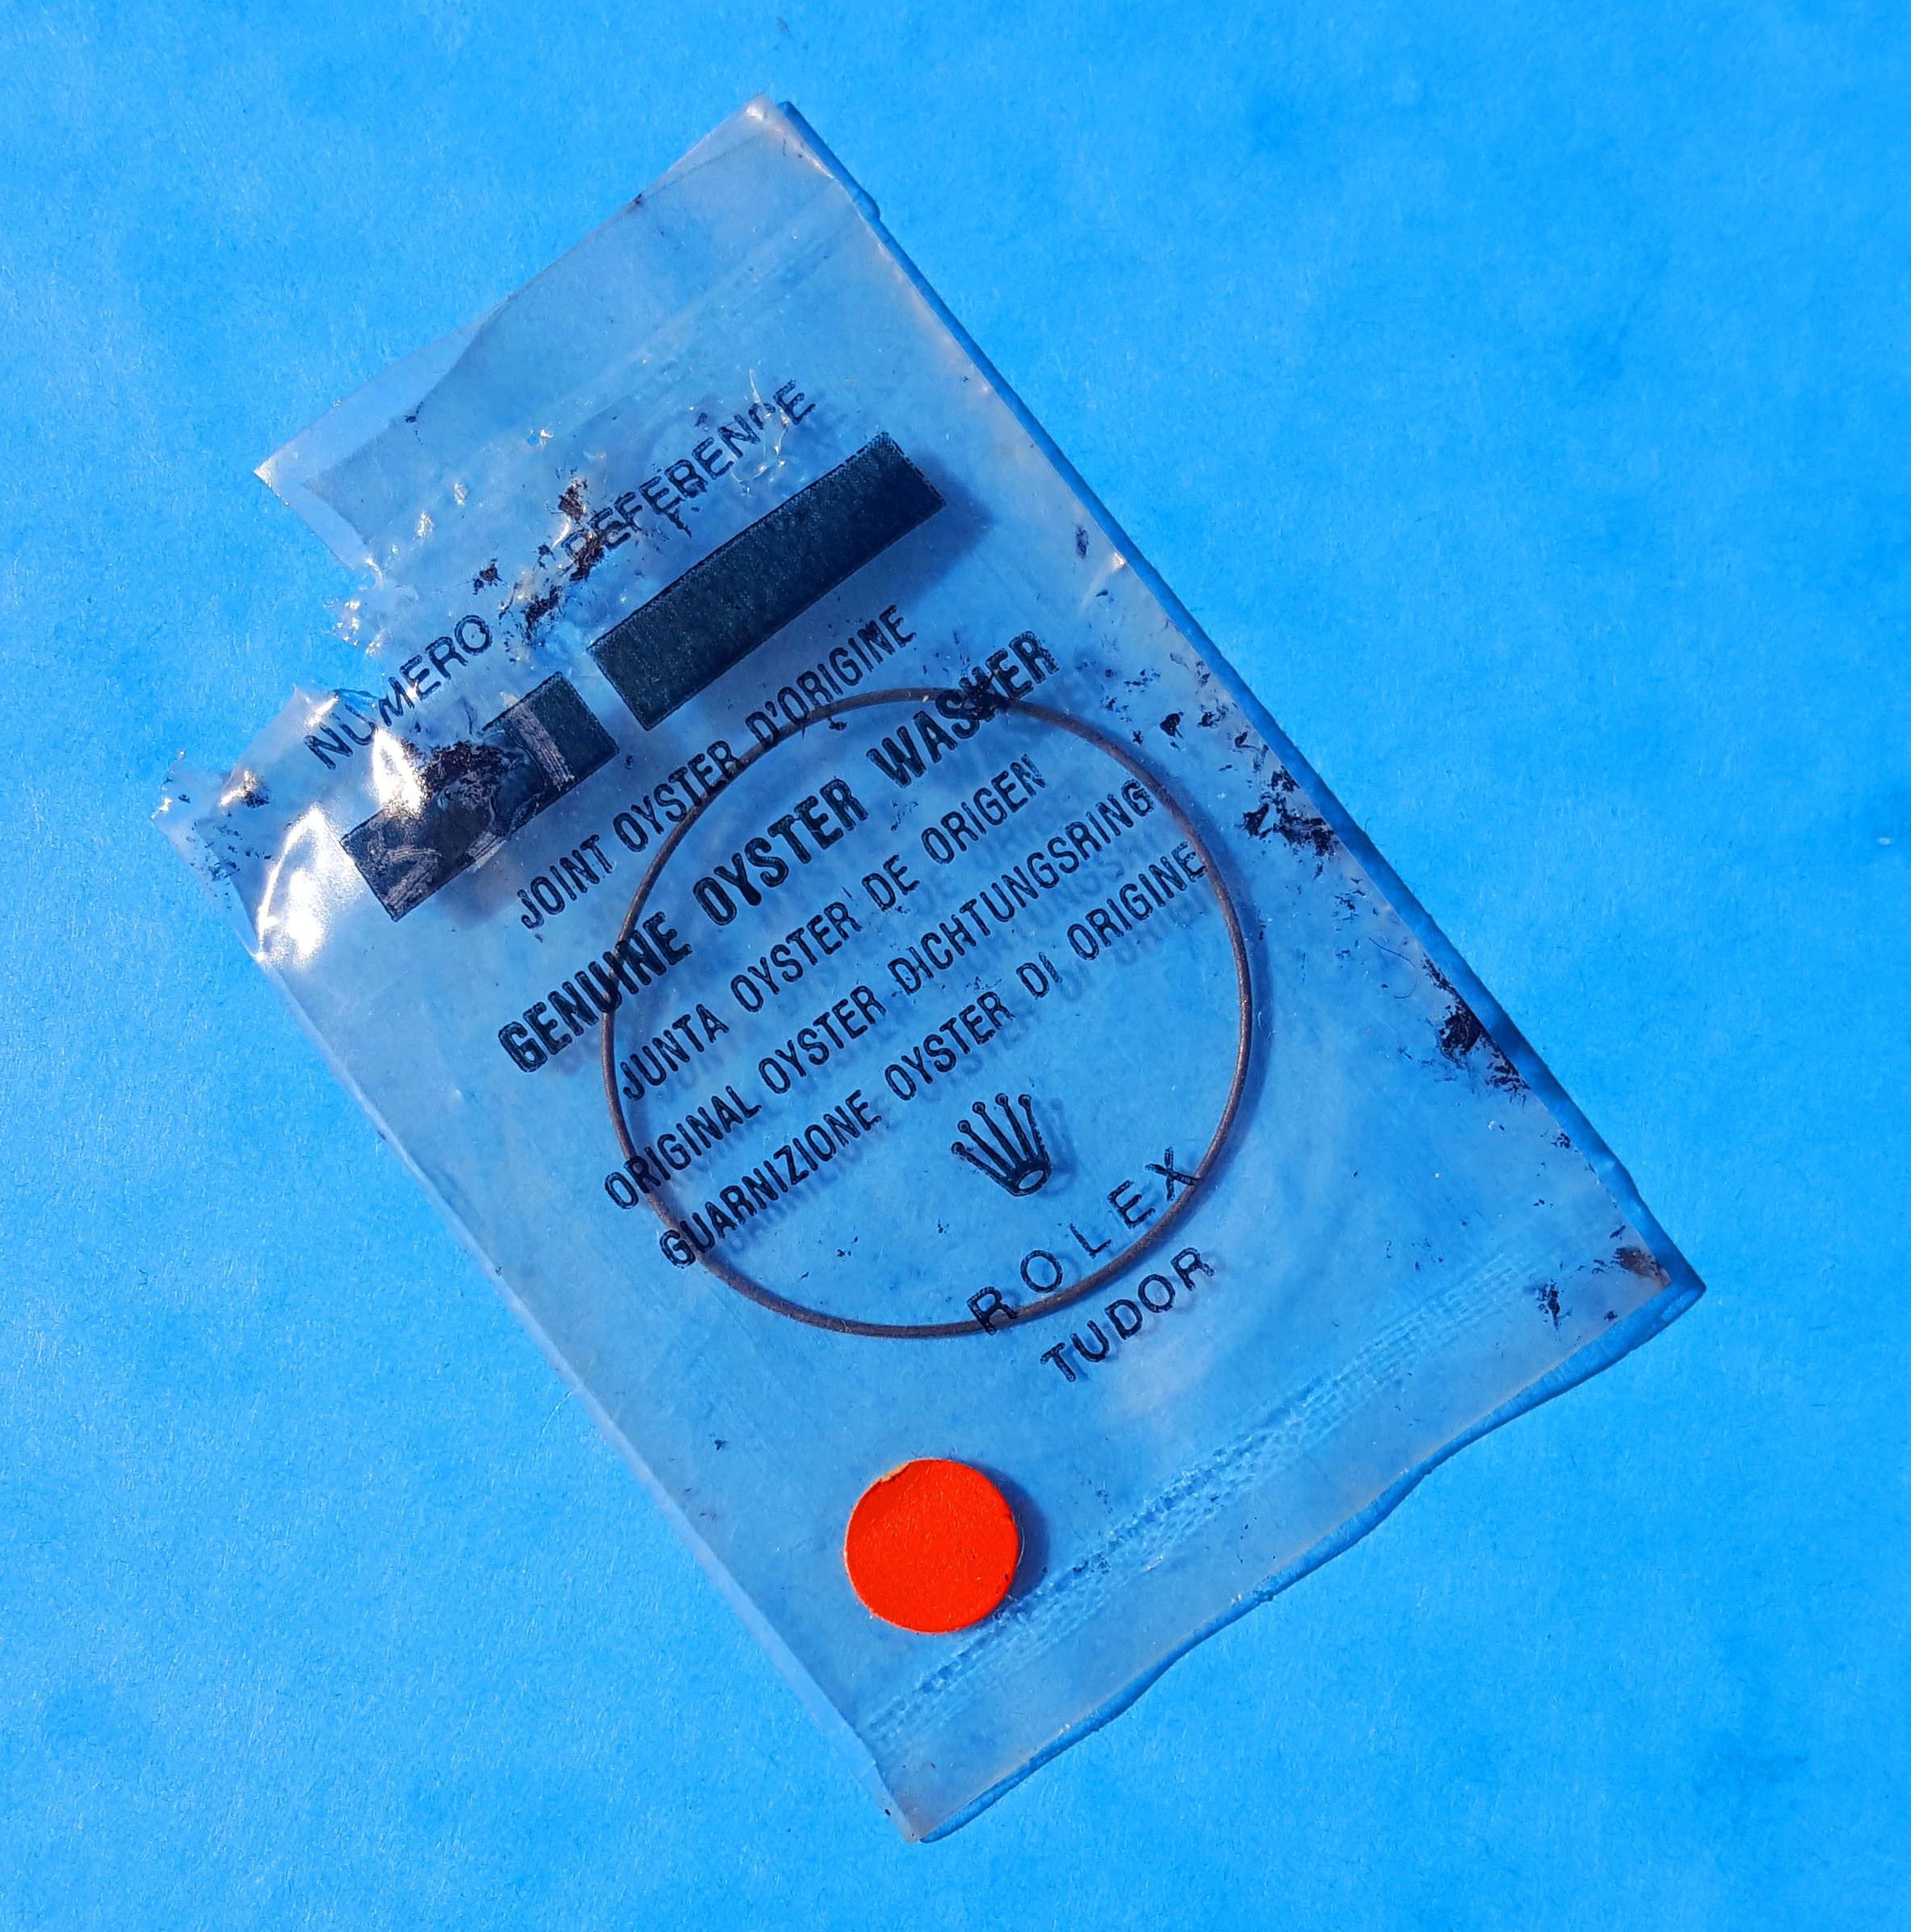 NUMERO REFERENCE
JOINT OYSTER D'ORIGINE
GENUINE OYSTER WASHER
JUNTA OYSTER DE ORIGEN
ORIGINAL OYSTER DICHTUNGSRING
GUARNIZIONE OYSTER DI ORIGINE
ROLEX
TUDOR